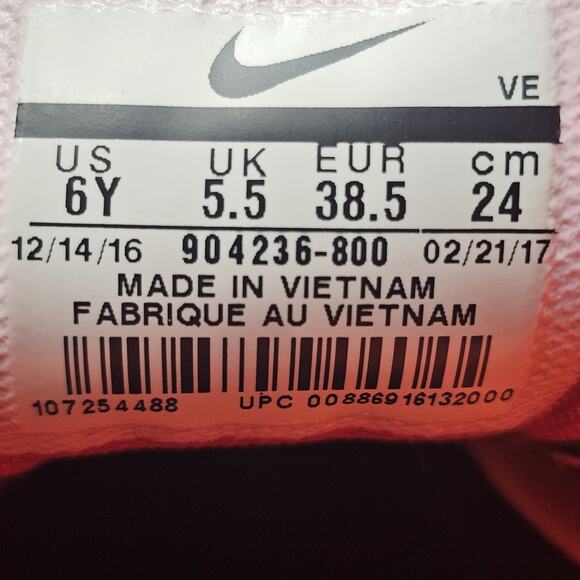 VE
US UK EUR cm
6Y 5.5 38.5 24
12/14/16 904236-800 02/21/17
MADE IN VIETNAM
FABRIQUE AU VIETNAM
107254488 UPC 00886916132000